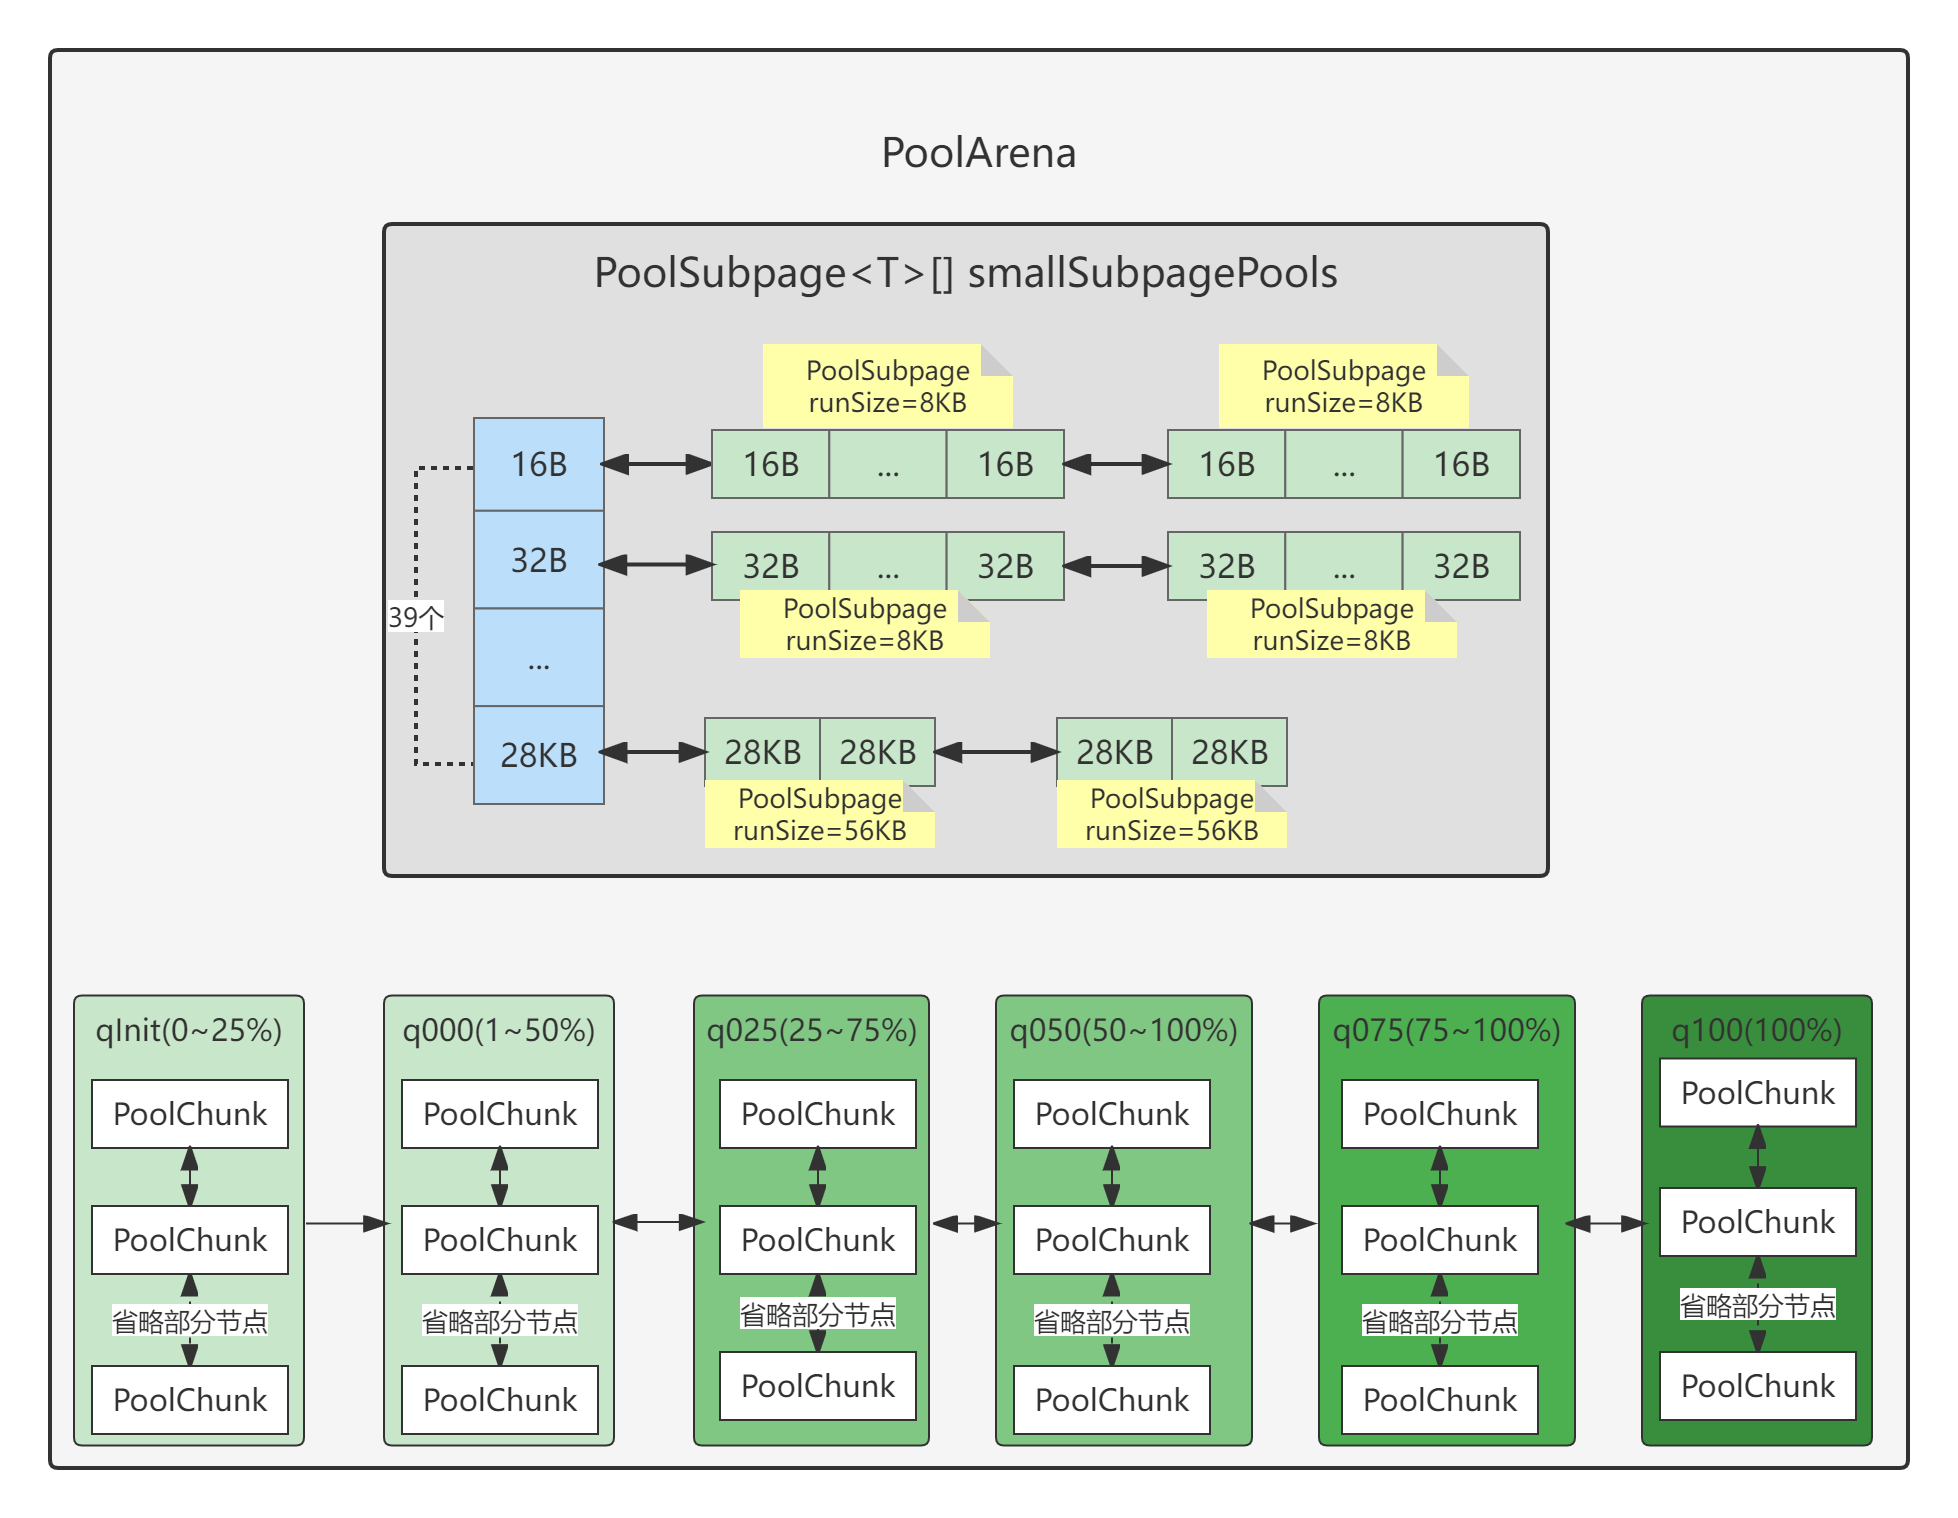 PoolArena
PoolSubpage<T>[] smallSubpagePools
PoolSubpage
runSize=8KB
PoolSubpage
runSize=8KB
16B
16B
...
16B
16B
...
16B
32B
32B
...
32B
32B
...
32B
39个
PoolSubpage
runSize=8KB
PoolSubpage
runSize=8KB
...
28KB
28KB
28KB
28KB
28KB
PoolSubpage
runSize=56KB
PoolSubpage
runSize=56KB
qInit(0~25%)
PoolChunk
PoolChunk
省略部分节点
PoolChunk
q000(1~50%)
PoolChunk
PoolChunk
省略部分节点
PoolChunk
q025(25~75%)
PoolChunk
PoolChunk
省略部分节点
PoolChunk
q050(50~100%)
PoolChunk
PoolChunk
省略部分节点
PoolChunk
q075(75~100%)
PoolChunk
PoolChunk
省略部分节点
PoolChunk
q100(100%)
PoolChunk
PoolChunk
省略部分节点
PoolChunk